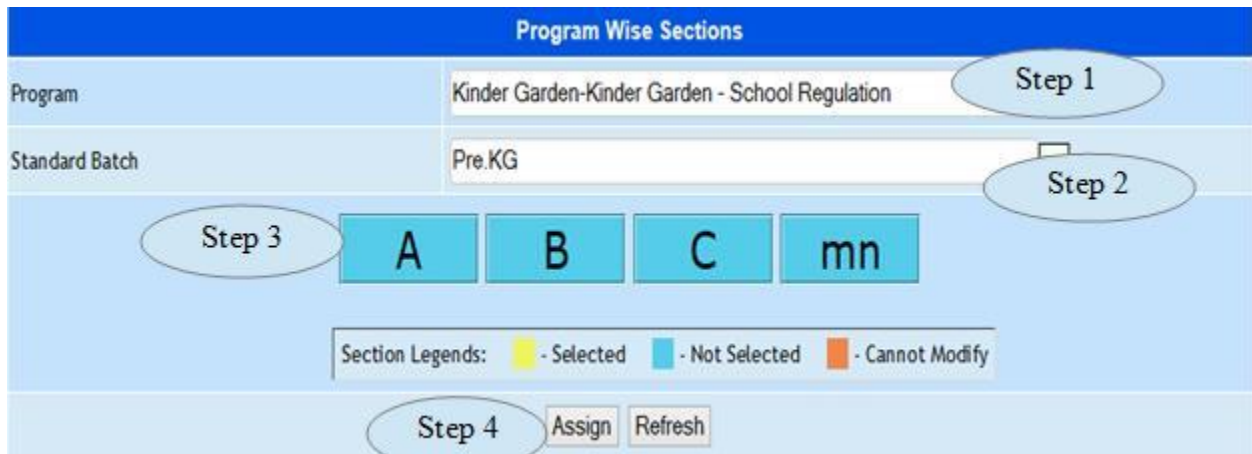 Program Wise Sections
Program Kinder Garden-Kinder Garden - School Regulation Step 1
Standard Batch Pre.KG Step 2
Step 3 A B C mn
Section Legends: - Selected - Not Selected - Cannot Modify
Step 4 Assign Refresh